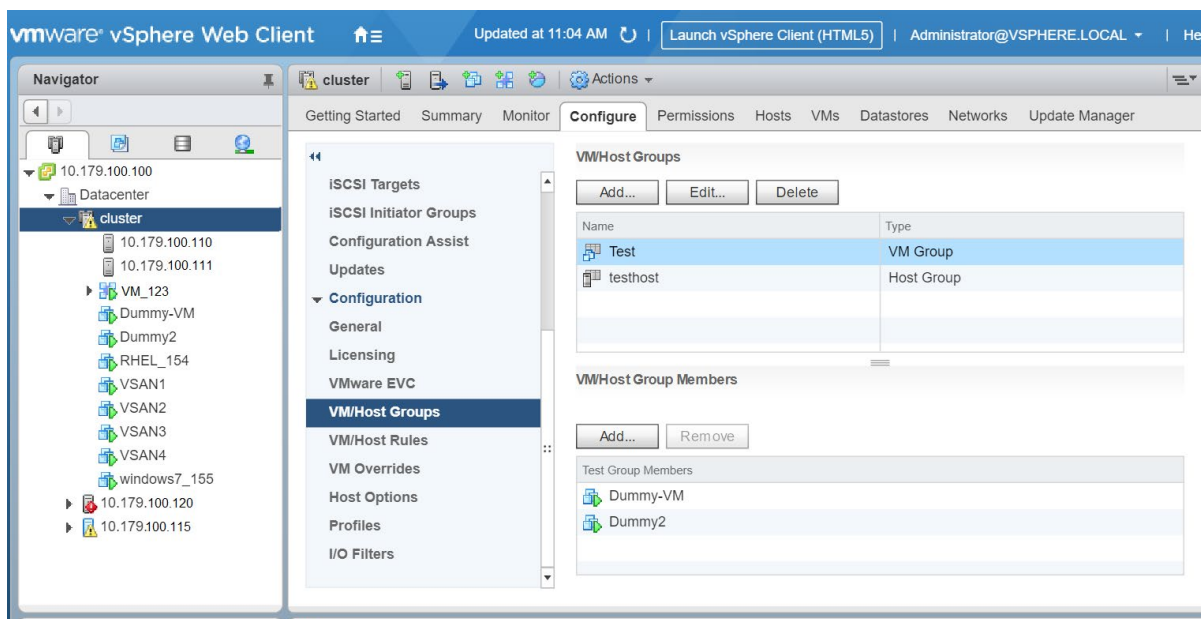 vmware® vSphere Web Client Updated at 11:04 AM | Launch vSphere Client (HTML5) | Administrator@VSPHERE.LOCAL | He
Navigator
10.179.100.100
Datacenter
cluster
10.179.100.110
10.179.100.111
VM_123
Dummy-VM
Dummy2
RHEL_154
VSAN1
VSAN2
VSAN3
VSAN4
windows7_155
10.179.100.120
10.179.100.115
cluster Actions
Getting Started Summary Monitor Configure Permissions Hosts VMs Datastores Networks Update Manager
iSCSI Targets
iSCSI Initiator Groups
Configuration Assist
Updates
Configuration
General
Licensing
VMware EVC
VM/Host Groups
VM/Host Rules
VM Overrides
Host Options
Profiles
I/O Filters
VM/Host Groups
Add... Edit... Delete
Name Type
Test VM Group
testhost Host Group
VM/Host Group Members
Add... Remove
Test Group Members
Dummy-VM
Dummy2